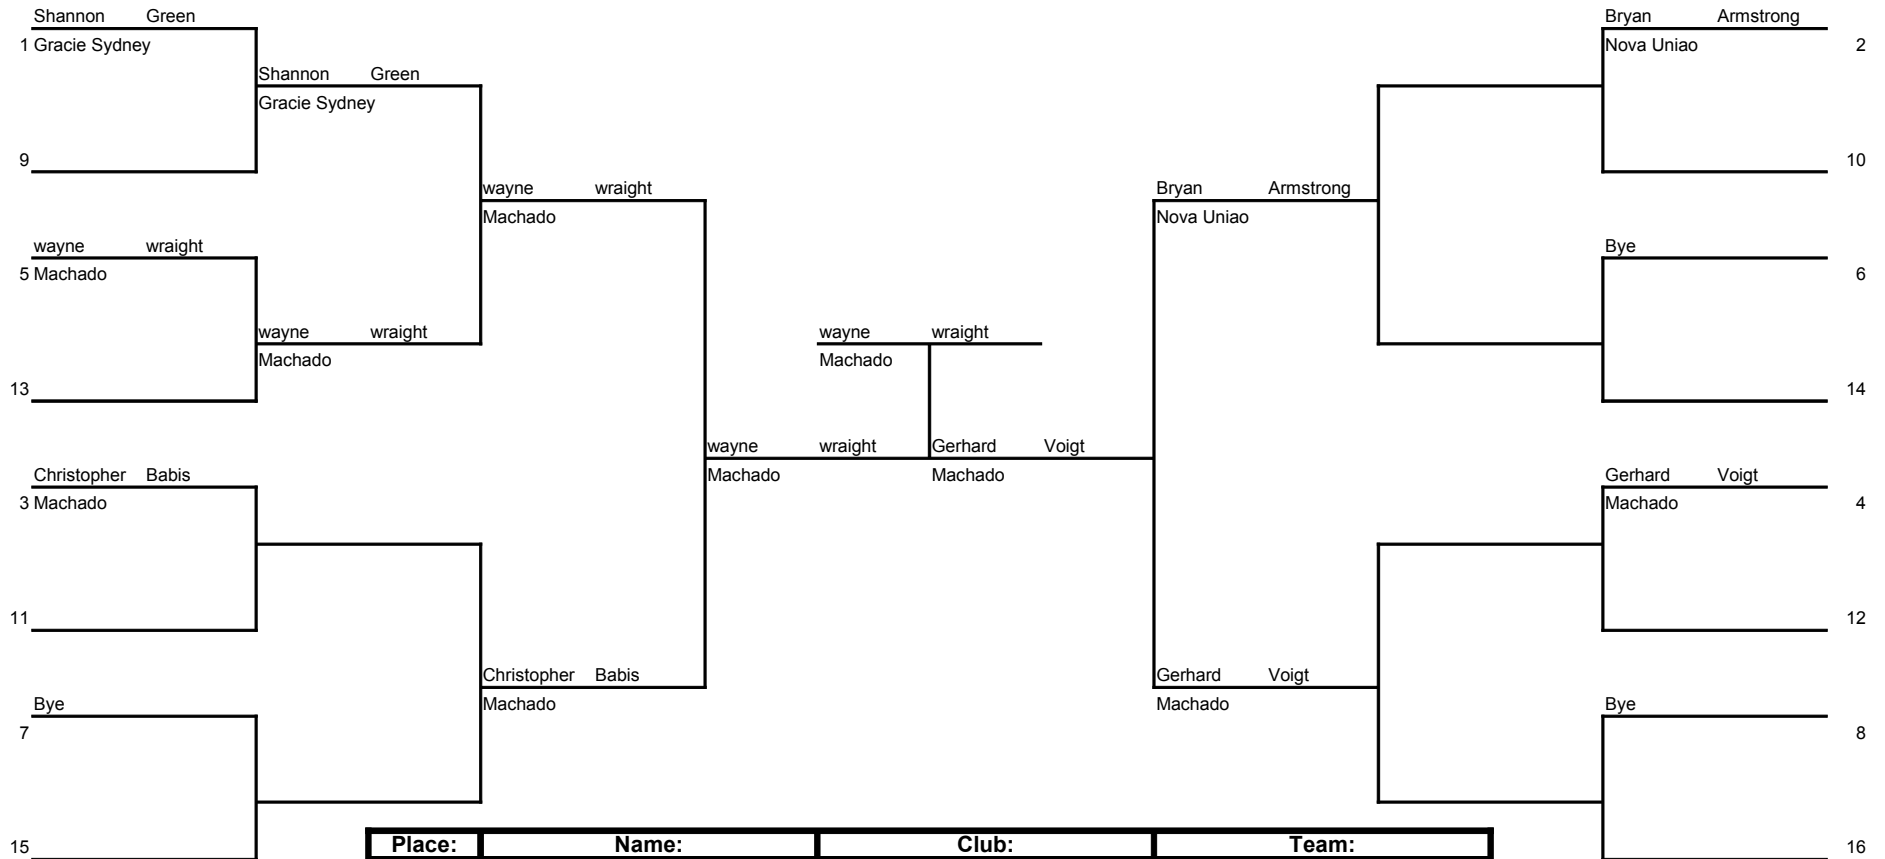 Shannon Green Bryan Armstrong
1 Gracie Sydney Nova Uniao 2
Shannon Green
Gracie Sydney
9 10
wayne wraight Bryan Armstrong
Machado Nova Uniao
wayne wraight Bye
5 Machado 6
wayne wraight wayne wraight
Machado Machado
13 14
wayne wraight Gerhard Voigt
Machado Machado
Christopher Babis Gerhard Voigt
3 Machado Machado 4
11 12
Christopher Babis Gerhard Voigt
Machado Machado
Bye Bye
7 8
15 Place: Name: Club: Team: 16